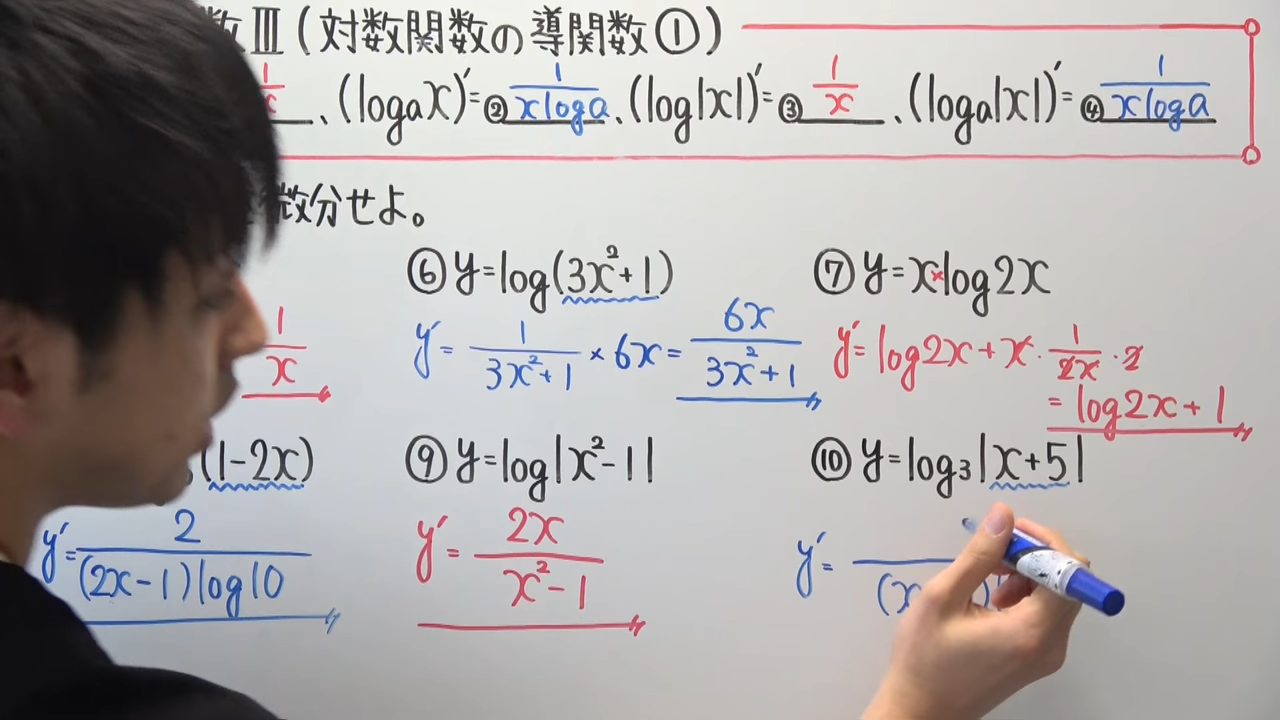 数Ⅲ(対数関数の導関数①)
1/x、(logₐx)'=② 1/(x log a)、(log|x|)'=③ 1/x、(logₐ|x|)'=④ 1/(x log a)
微分せよ。
⑥ y=log(3x²+1)
⑦ y=x×log2x
1/x
y'= 1/(3x²+1) × 6x = 6x/(3x²+1)
y'= log2x + x · 1/2x · 2
= log2x + 1
(1-2x)
⑨ y=log|x²-1|
⑩ y=log₃|x+5|
y'= 2/((2x-1)log10)
y'= 2x/(x²-1)
y'=
(x